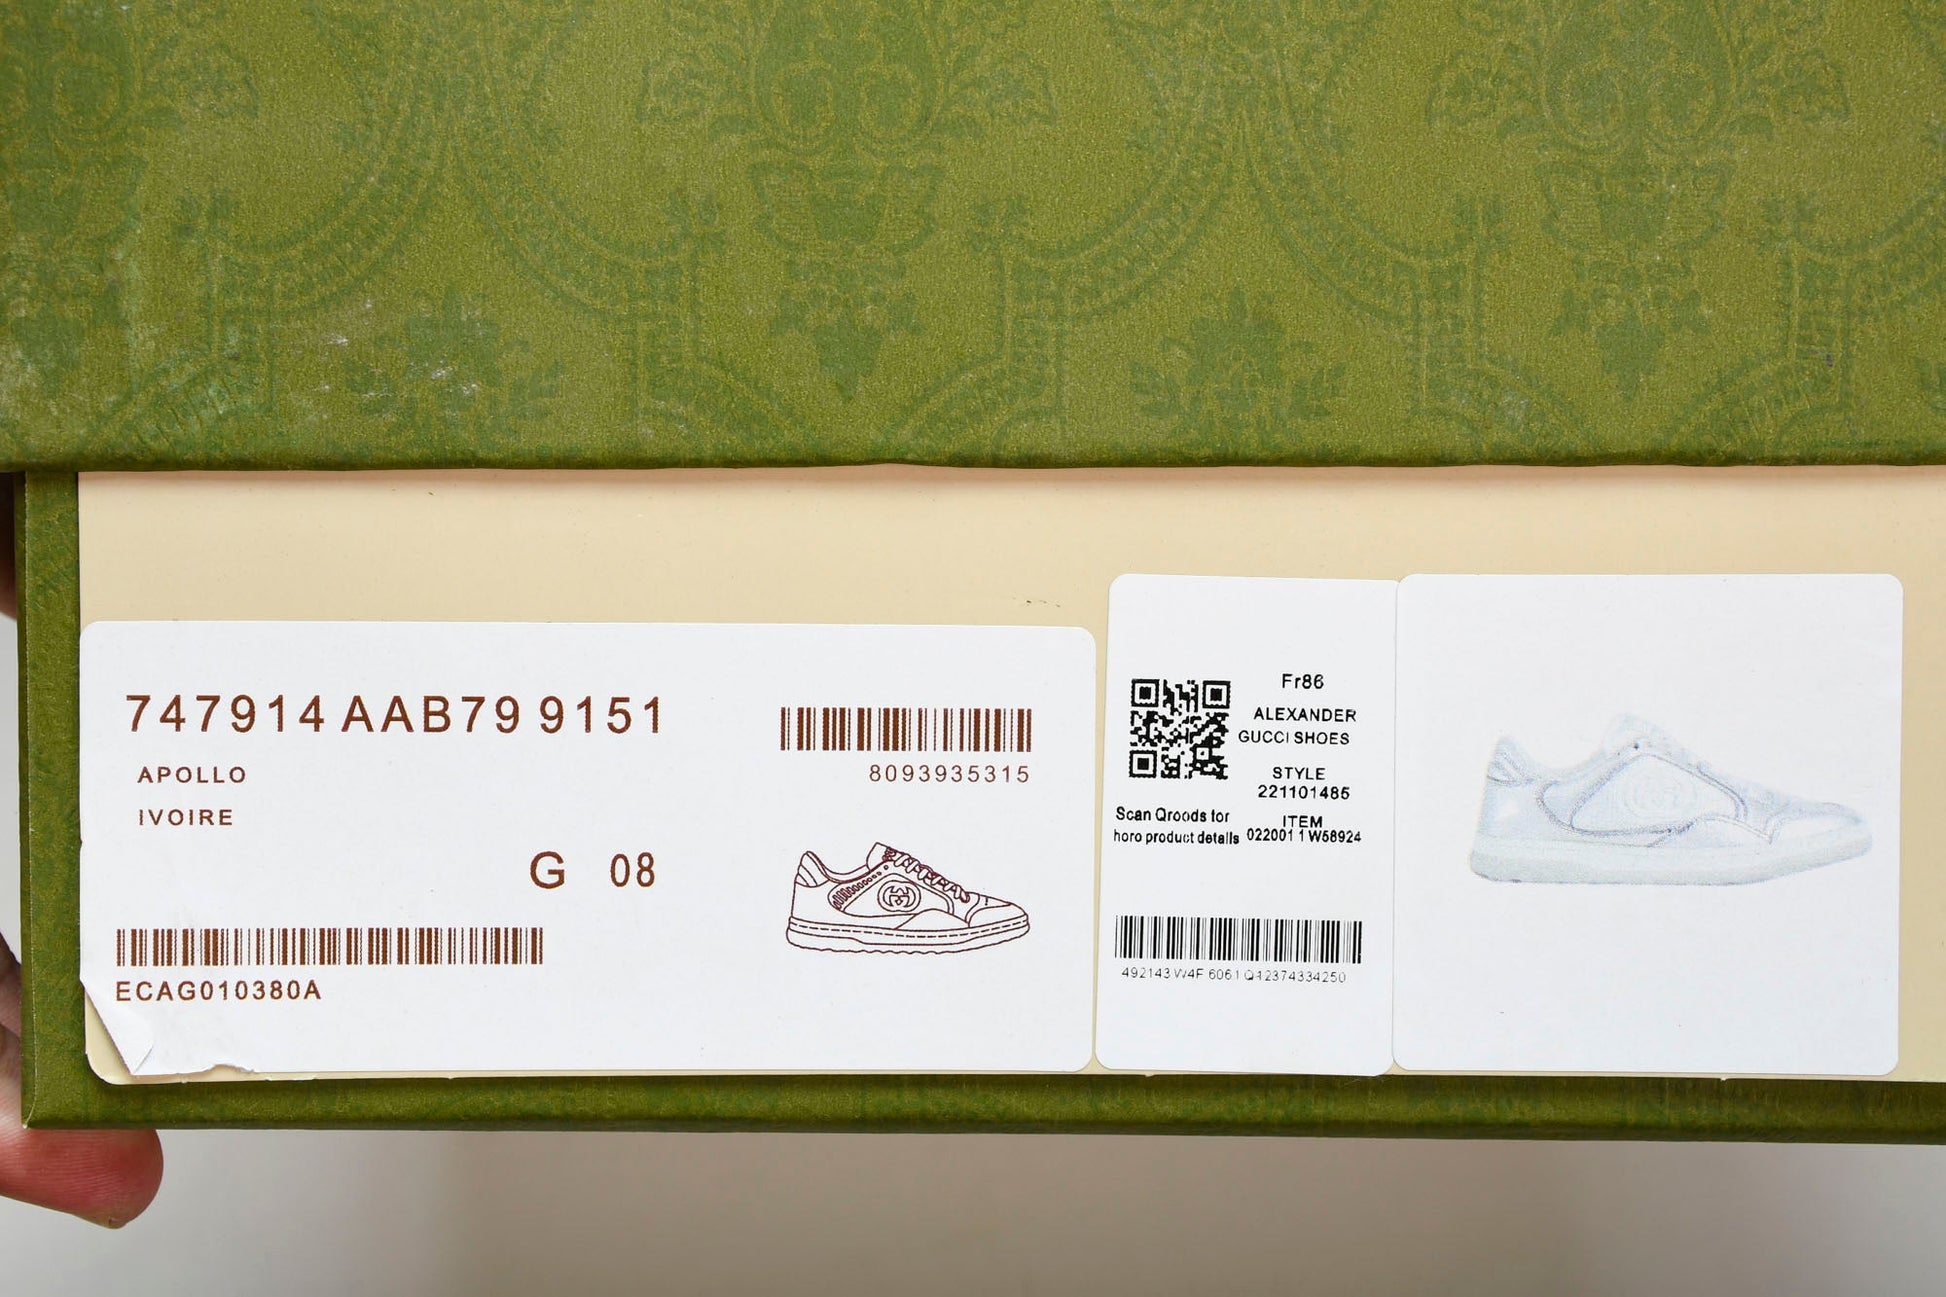 747914 AAB79 9151
APOLLO
IVOIRE
G 08
ECAG010380A
8093935315
Fr86
ALEXANDER
GUCCI SHOES
STYLE
221101485
Scan Qroods for
horo product details
ITEM
022001 1 W58924
492143 W4F 6061 Q 12374334250